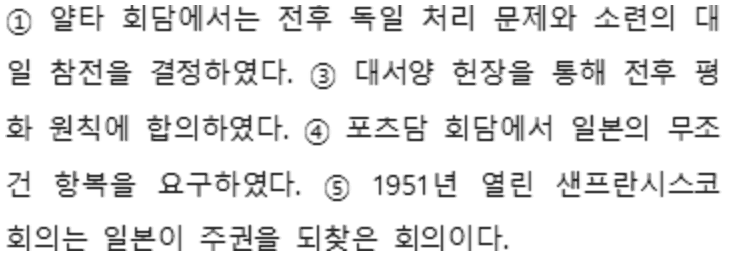 ① 얄타 회담에서는 전후 독일 처리 문제와 소련의 대
일 참전을 결정하였다. ③ 대서양 헌장을 통해 전후 평
화 원칙에 합의하였다. ④ 포츠담 회담에서 일본의 무조
건 항복을 요구하였다. ⑤ 1951년 열린 샌프란시스코
회의는 일본이 주권을 되찾은 회의이다.